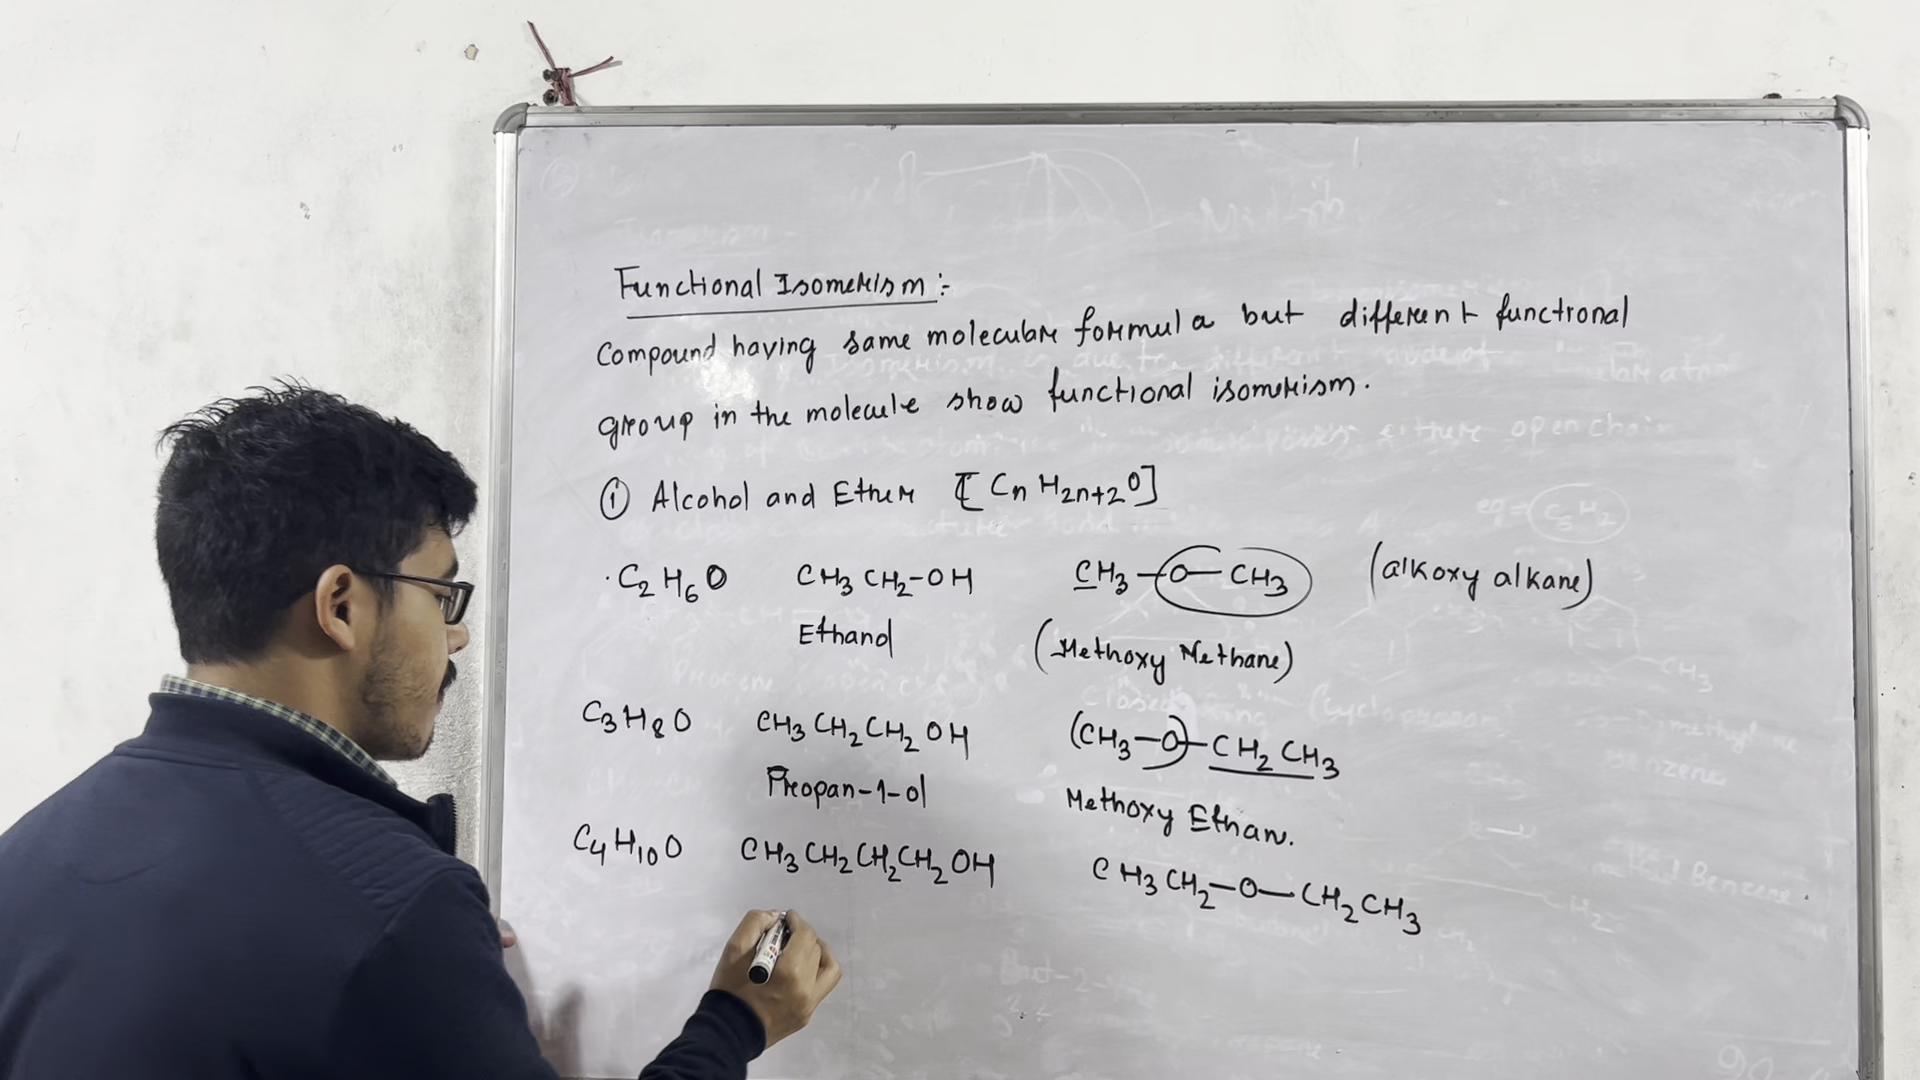 Functional Isomerism :-
Compound having same molecular formula but different functional
group in the molecule show functional isomerism.
① Alcohol and Ether [CnH2n+2O]
C2H6O CH3CH2-OH CH3-O-CH3 (alkoxy alkane)
Ethanol (Methoxy Methane)
C3H8O CH3CH2CH2OH (CH3-O)-CH2CH3
Propan-1-ol Methoxy Ethan.
C4H10O CH3CH2CH2CH2OH CH3CH2-O-CH2CH3